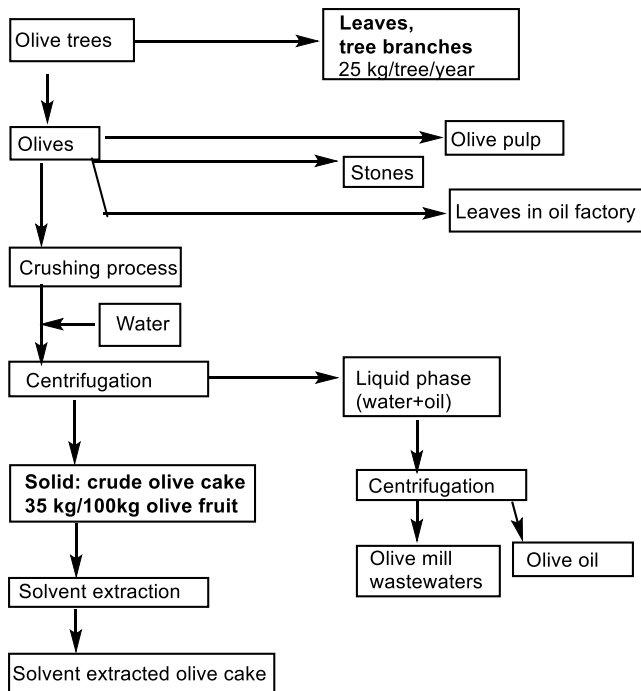 Olive trees
Leaves,
tree branches
25 kg/tree/year
Olives
Olive pulp
Stones
Leaves in oil factory
Crushing process
Water
Centrifugation
Liquid phase
(water+oil)
Solid: crude olive cake
35 kg/100kg olive fruit
Centrifugation
Olive mill
wastewaters
Olive oil
Solvent extraction
Solvent extracted olive cake